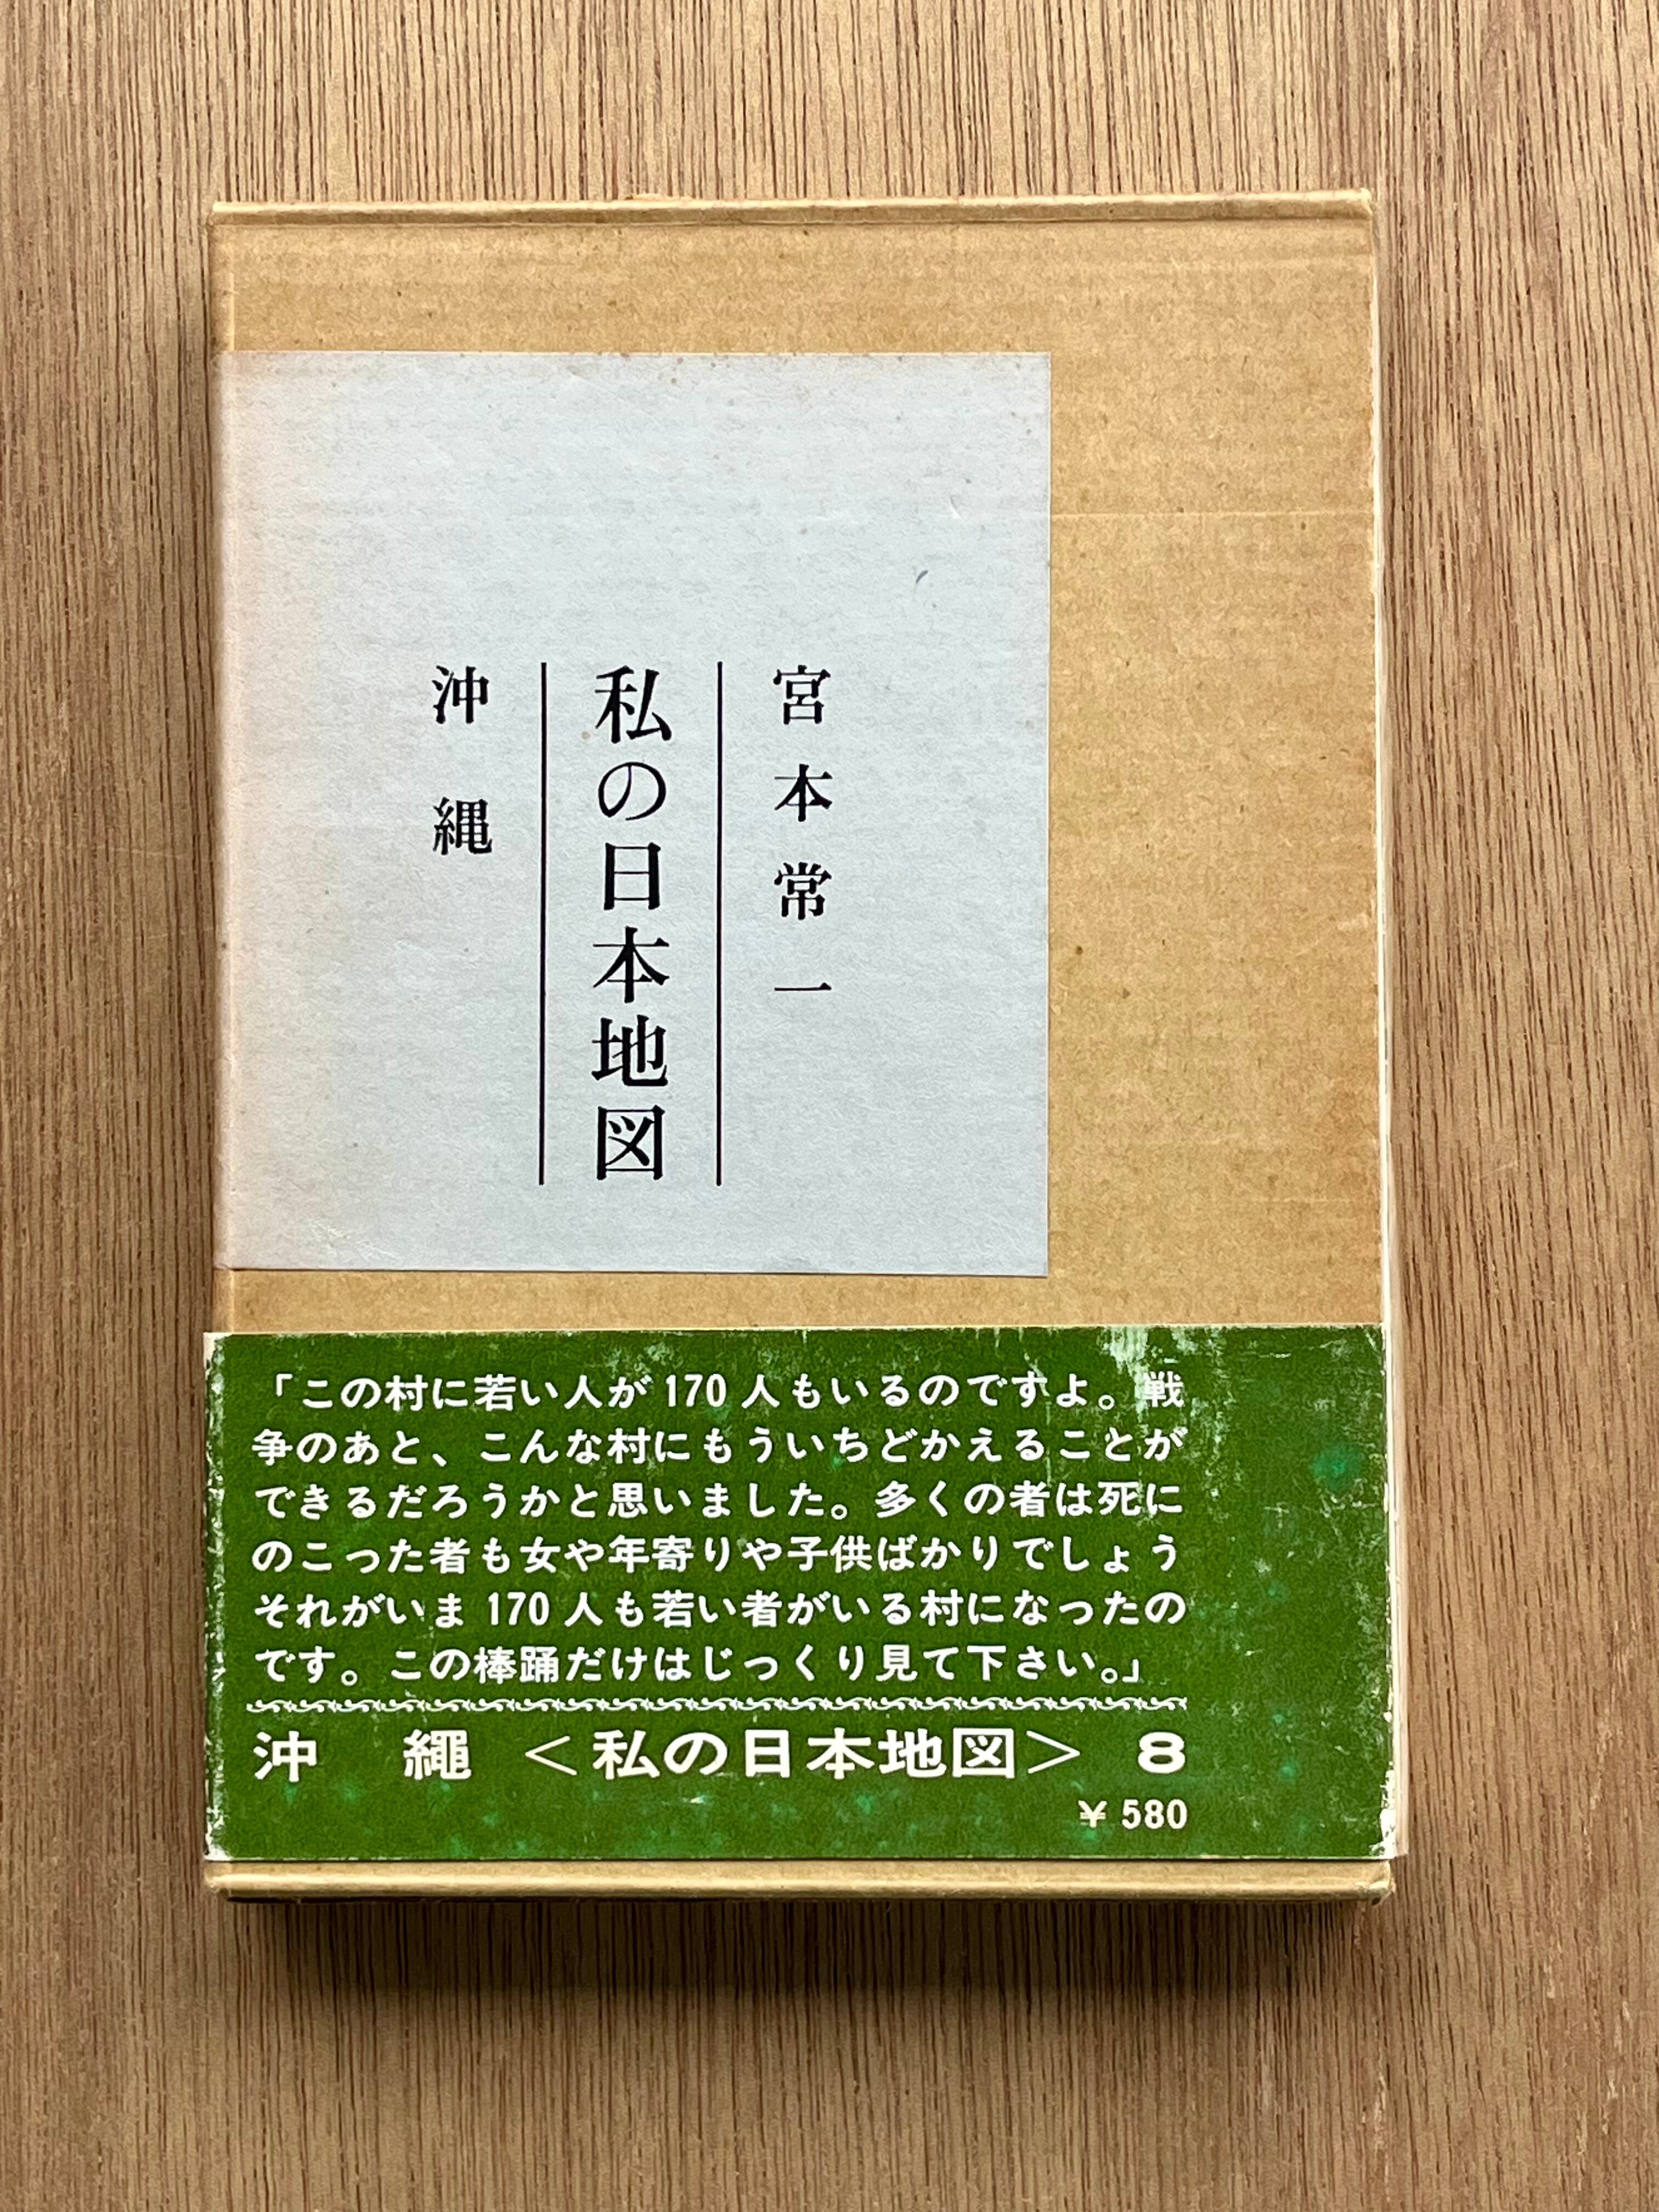 宮本常一
私の日本地図
沖縄
「この村に若い人が170人もいるのですよ。戦
争のあと、こんな村にもういちどかえることが
できるだろうかと思いました。多くの者は死に
のこった者も女や年寄りや子供ばかりでしょう
それがいま170人も若い者がいる村になったの
です。この棒踊だけはじっくり見て下さい。」
沖　縄 <私の日本地図> 8
¥580